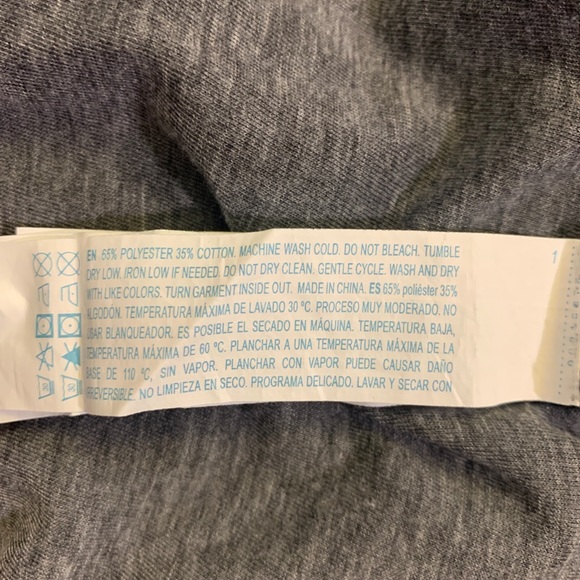 EN 65% POLYESTER 35% COTTON. MACHINE WASH COLD. DO NOT BLEACH. TUMBLE
DRY LOW. IRON LOW IF NEEDED. DO NOT DRY CLEAN. GENTLE CYCLE. WASH AND DRY
WITH LIKE COLORS. TURN GARMENT INSIDE OUT. MADE IN CHINA. ES 65% poliéster 35%
ALGODÓN. TEMPERATURA MÁXIMA DE LAVADO 30 ºC. PROCESO MUY MODERADO. NO
USAR BLANQUEADOR. ES POSIBLE EL SECADO EN MÁQUINA. TEMPERATURA BAJA,
TEMPERATURA MÁXIMA DE 60 ºC. PLANCHAR A UNA TEMPERATURA MÁXIMA DE LA
BASE DE 110 ºC, SIN VAPOR. PLANCHAR CON VAPOR PUEDE CAUSAR DAÑO
IRREVERSIBLE. NO LIMPIEZA EN SECO. PROGRAMA DELICADO. LAVAR Y SECAR CON
1